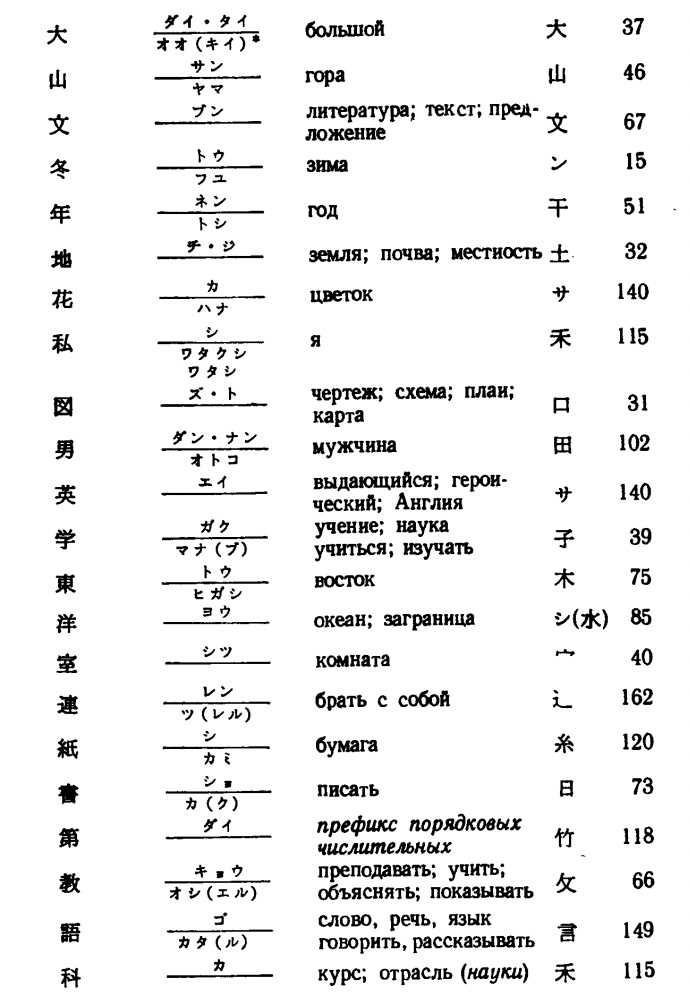 大 ダイ・タイ большой 大 37
オオ(キイ)*
山 サン гора 山 46
ヤマ
文 ブン литература; текст; пред-
ложение 文 67
冬 トウ зима ン 15
フユ
年 ネン год 干 51
トシ
地 チ・ジ земля; почва; местность 土 32
花 カ цветок サ 140
ハナ
私 シ я 禾 115
ワタクシ
ワタシ
図 ズ・ト чертеж; схема; план;
карта 口 31
男 ダン・ナン мужчина 田 102
オトコ
英 エイ выдающийся; герои-
ческий; Англия サ 140
学 ガク учение; наука
マナ(ブ) учиться; изучать 子 39
東 トウ восток 木 75
ヒガシ
洋 ヨウ океан; заграница シ(水) 85
室 シツ комната 宀 40
連 レン брать с собой 辶 162
ツ(レル)
紙 シ бумага 糸 120
カミ
書 ショ писать 日 73
カ(ク)
第 ダイ префикс порядковых
числительных 竹 118
教 キョウ преподавать; учить;
オシ(エル) объяснять; показывать 攵 66
語 ゴ слово, речь, язык
カタ(ル) говорить, рассказывать 言 149
科 カ курс; отрасль (науки) 禾 115